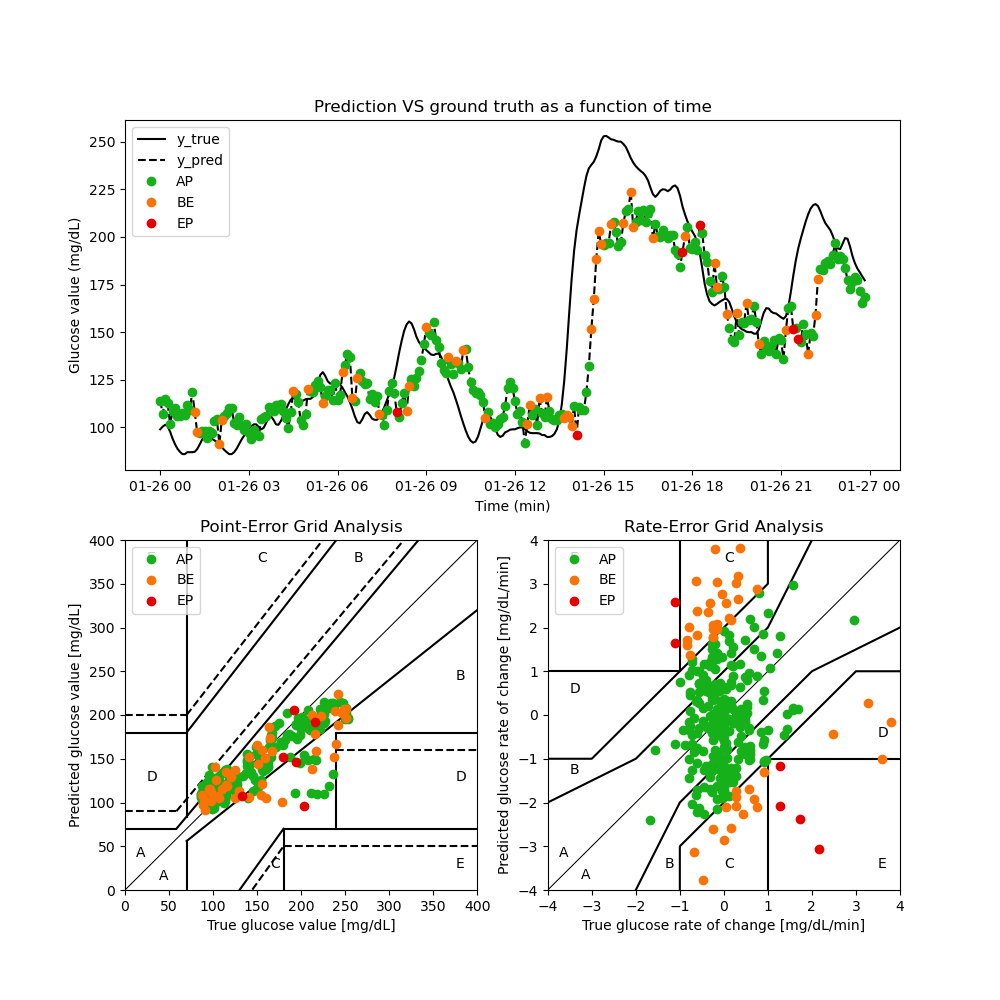 Prediction VS ground truth as a function of time
Glucose value (mg/dL)
250
225
200
175
150
125
100
y_true
y_pred
AP
BE
EP
01-26 00 01-26 03 01-26 06 01-26 09 01-26 12 01-26 15 01-26 18 01-26 21 01-27 00
Time (min)
Point-Error Grid Analysis
Predicted glucose value [mg/dL]
400
350
300
250
200
150
100
50
0
AP
BE
EP
C
B
B
D
D
A
A
C
E
0 50 100 150 200 250 300 350 400
True glucose value [mg/dL]
Rate-Error Grid Analysis
Predicted glucose rate of change [mg/dL/min]
4
3
2
1
0
−1
−2
−3
−4
AP
BE
EP
C
D
D
B
A
A
B
C
E
−4 −3 −2 −1 0 1 2 3 4
True glucose rate of change [mg/dL/min]